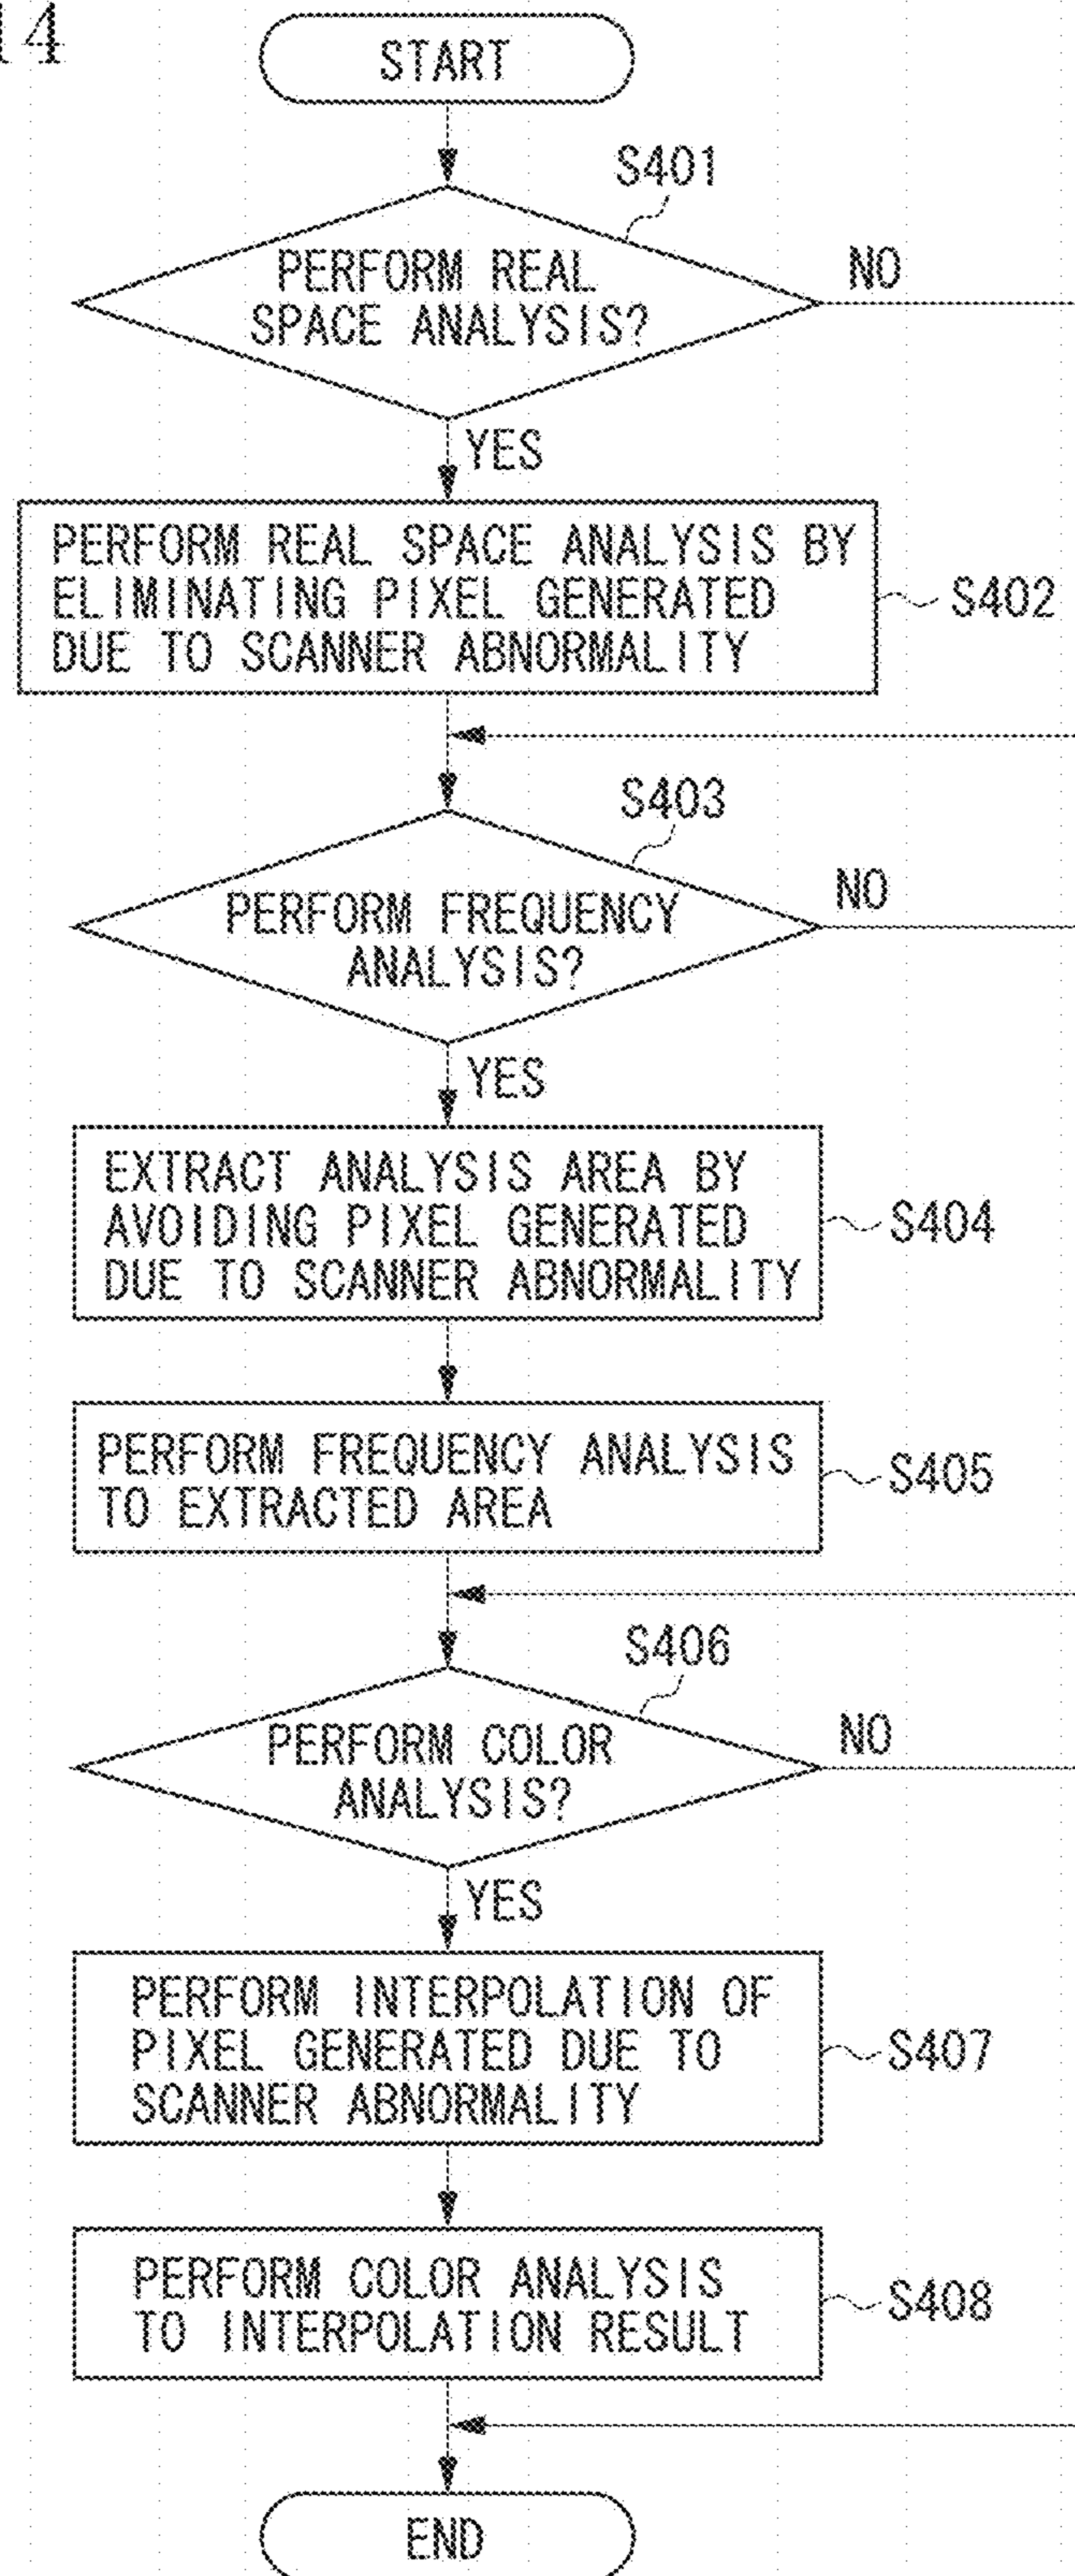 14
START
S401
PERFORM REAL
SPACE ANALYSIS?
NO
YES
PERFORM REAL SPACE ANALYSIS BY
ELIMINATING PIXEL GENERATED
DUE TO SCANNER ABNORMALITY
S402
S403
PERFORM FREQUENCY
ANALYSIS?
NO
YES
EXTRACT ANALYSIS AREA BY
AVOIDING PIXEL GENERATED
DUE TO SCANNER ABNORMALITY
S404
PERFORM FREQUENCY ANALYSIS
TO EXTRACTED AREA
S405
S406
PERFORM COLOR
ANALYSIS?
NO
YES
PERFORM INTERPOLATION OF
PIXEL GENERATED DUE TO
SCANNER ABNORMALITY
S407
PERFORM COLOR ANALYSIS
TO INTERPOLATION RESULT
S408
END